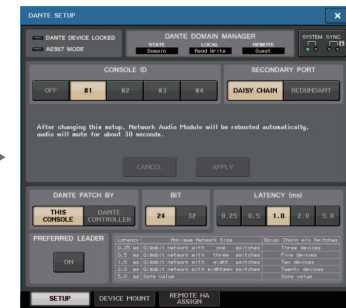 DANTE SETUP
DANTE DEVICE LOCKED
AES67 MODE
DANTE DOMAIN MANAGER
STATE LOCAL REMOTE
Domain Read Write Guest
SYSTEM SYNC
CONSOLE ID
SECONDARY PORT
OFF #1 #2 #3 #4
DAISY CHAIN REDUNDANT
After changing this setup, Network Audio Module will be rebooted automatically,
audio will mute for about 30 seconds.
CANCEL APPLY
DANTE PATCH BY
BIT
LATENCY (ms)
THIS CONSOLE
DANTE CONTROLLER
24 32
0.25 0.5 1.0 2.0 5.0
PREFERRED LEADER
ON
Latency Maximum Network Size Daisy Chain w/o Switches
0.25 ms Gigabit network with one switches Three devices
0.5 ms Gigabit network with three switches Five devices
1.0 ms Gigabit network with eight switches Ten devices
2.0 ms Gigabit network with eighteen switches Twenty devices
5.0 ms Safe value Safe value
SETUP
DEVICE MOUNT
REMOTE HA ASSIGN